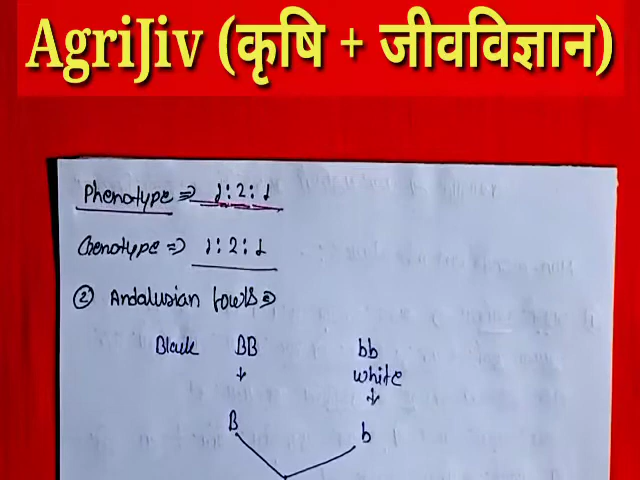 AgriJiv (कृषि + जीवविज्ञान)
Phenotype ⇒ 1:2:1
Genotype ⇒ 1:2:1
② Andalusian fowls ⇒
Black BB bb
↓ white
↓
B b